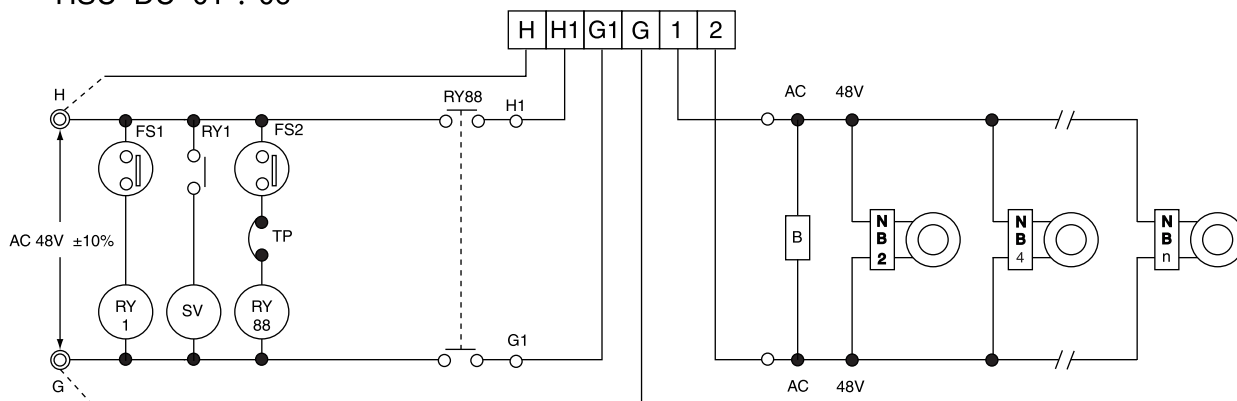 H H1 G1 G 1 2
H
FS1
RY1
FS2
RY88
H1
AC 48V
AC 48V ±10%
TP
B
N B 2
N B 4
N B n
RY 1
SV
RY 88
G1
G
AC 48V